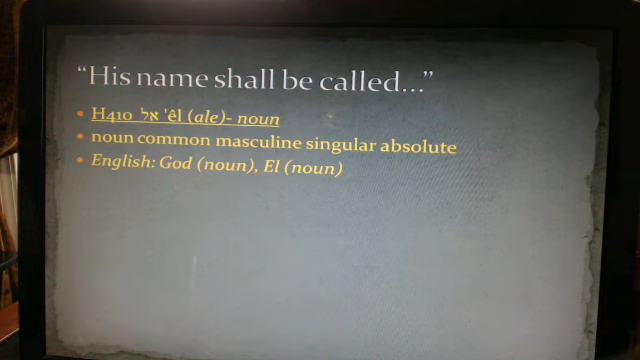 “His name shall be called...”
H410 אל 'êl (ale)- noun
noun common masculine singular absolute
English: God (noun), El (noun)